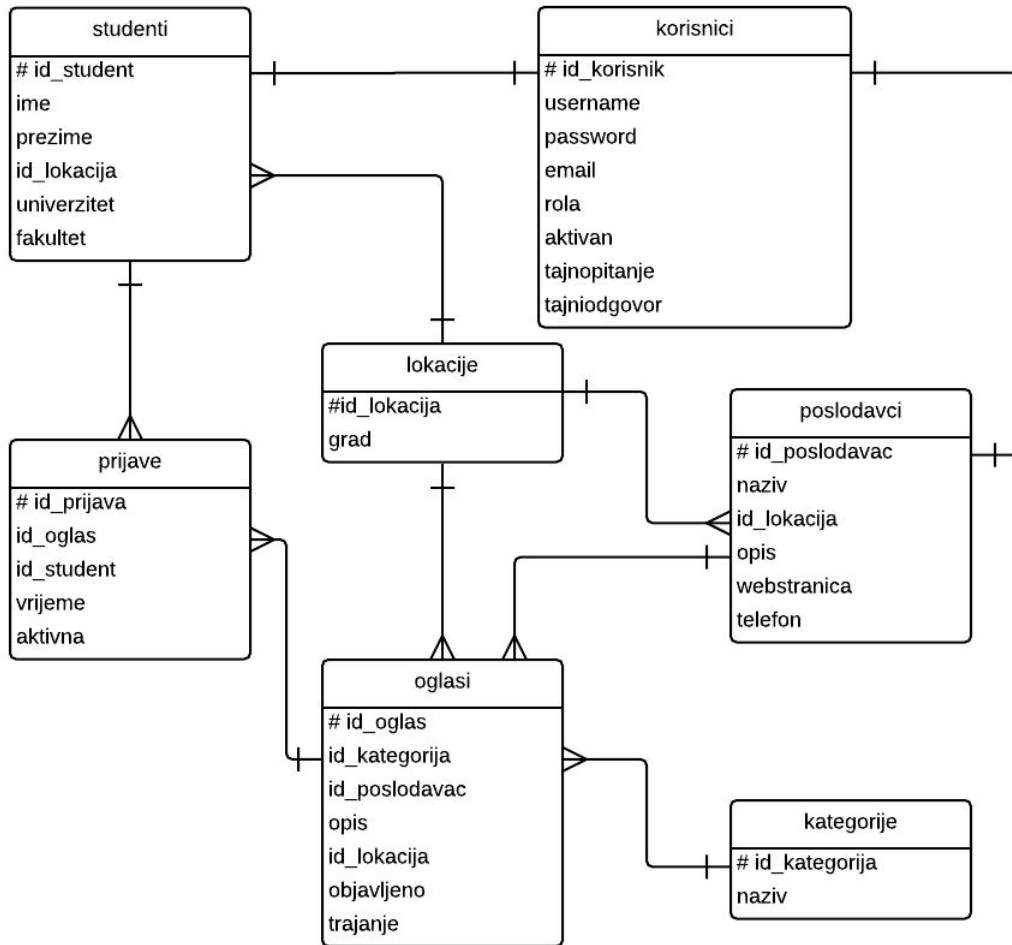 studenti
# id_student
ime
prezime
id_lokacija
univerzitet
fakultet
korisnici
# id_korisnik
username
password
email
rola
aktivan
tajnopitanje
tajniodgovor
lokacije
#id_lokacija
grad
poslodavci
# id_poslodavac
naziv
id_lokacija
opis
webstranica
telefon
prijave
# id_prijava
id_oglas
id_student
vrijeme
aktivna
oglasi
# id_oglas
id_kategorija
id_poslodavac
opis
id_lokacija
objavljeno
trajanje
kategorije
# id_kategorija
naziv